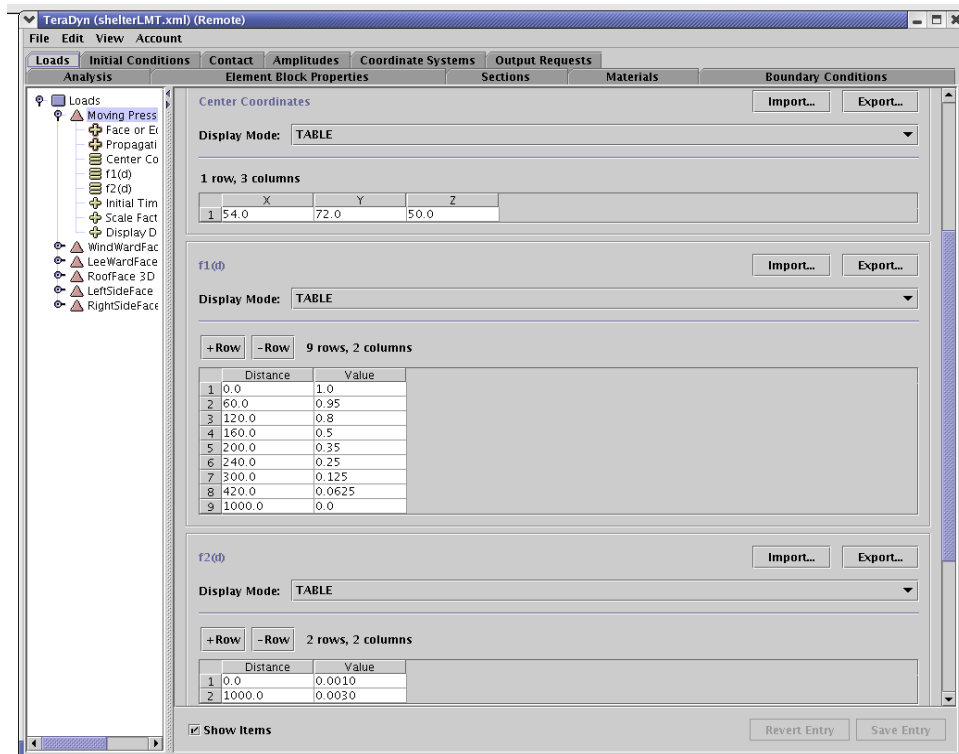 TeraDyn (shelterLMT.xml) (Remote)
File Edit View Account
Loads Initial Conditions Contact Amplitudes Coordinate Systems Output Requests
Analysis Element Block Properties Sections Materials Boundary Conditions
Loads
Moving Press
Face or Ec
Propagati
Center Co
f1(d)
f2(d)
Initial Tim
Scale Fact
Display D
WindWardFac
LeeWardFace
RoofFace 3D
LeftSideFace
RightSideFace
Center Coordinates Import... Export...
Display Mode: TABLE
1 row, 3 columns
X Y Z
1 54.0 72.0 50.0
f1(d) Import... Export...
Display Mode: TABLE
+Row -Row 9 rows, 2 columns
Distance Value
1 0.0 1.0
2 60.0 0.95
3 120.0 0.8
4 160.0 0.5
5 200.0 0.35
6 240.0 0.25
7 300.0 0.125
8 420.0 0.0625
9 1000.0 0.0
f2(d) Import... Export...
Display Mode: TABLE
+Row -Row 2 rows, 2 columns
Distance Value
1 0.0 0.0010
2 1000.0 0.0030
Show Items Revert Entry Save Entry